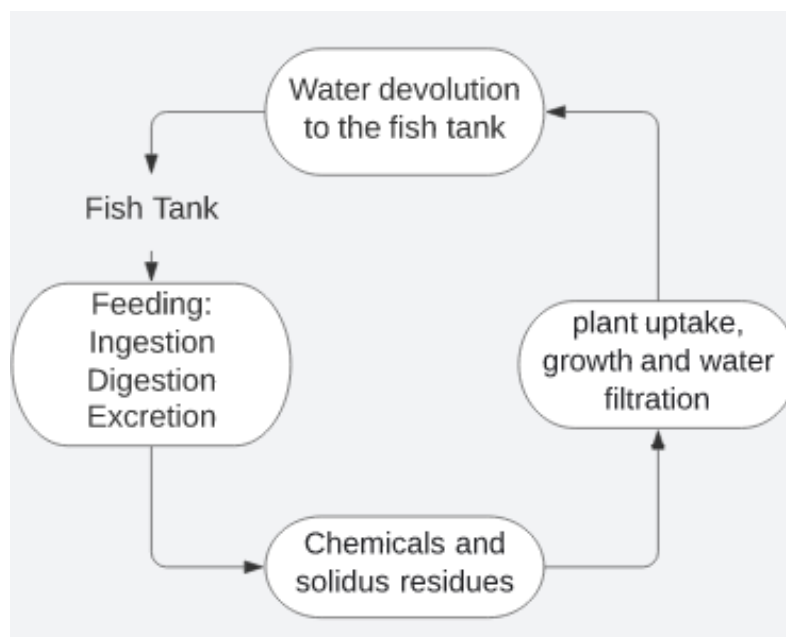 Water devolution
to the fish tank
Fish Tank
Feeding:
Ingestion
Digestion
Excretion
plant uptake,
growth and water
filtration
Chemicals and
solidus residues